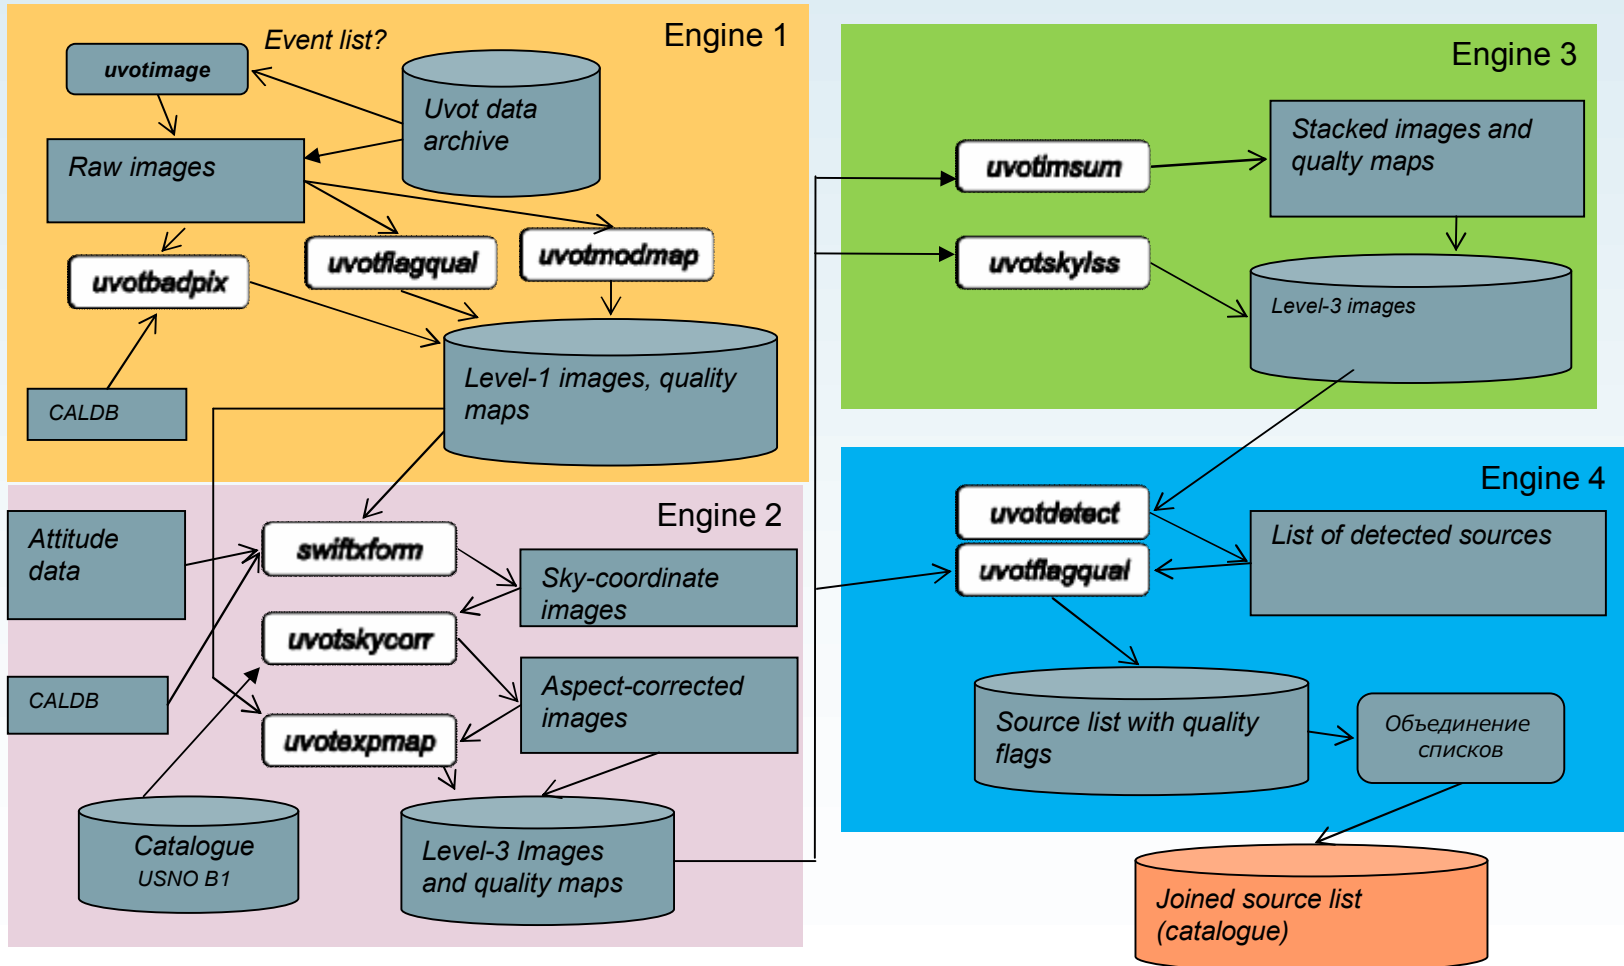 Engine 1
Event list?
uvotimage
Uvot data
archive
Raw images
uvotflagqual
uvotmodmap
uvotbadpix
CALDB
Level-1 images, quality
maps
Engine 2
Attitude
data
swiftxform
Sky-coordinate
images
uvotskycorr
CALDB
Aspect-corrected
images
uvotexpmap
Catalogue
USNO B1
Level-3 Images
and quality maps
Engine 3
uvotimsum
Stacked images and
qualty maps
uvotskylss
Level-3 images
Engine 4
uvotdetect
uvotflagqual
List of detected sources
Source list with quality
flags
Объединение
списков
Joined source list
(catalogue)